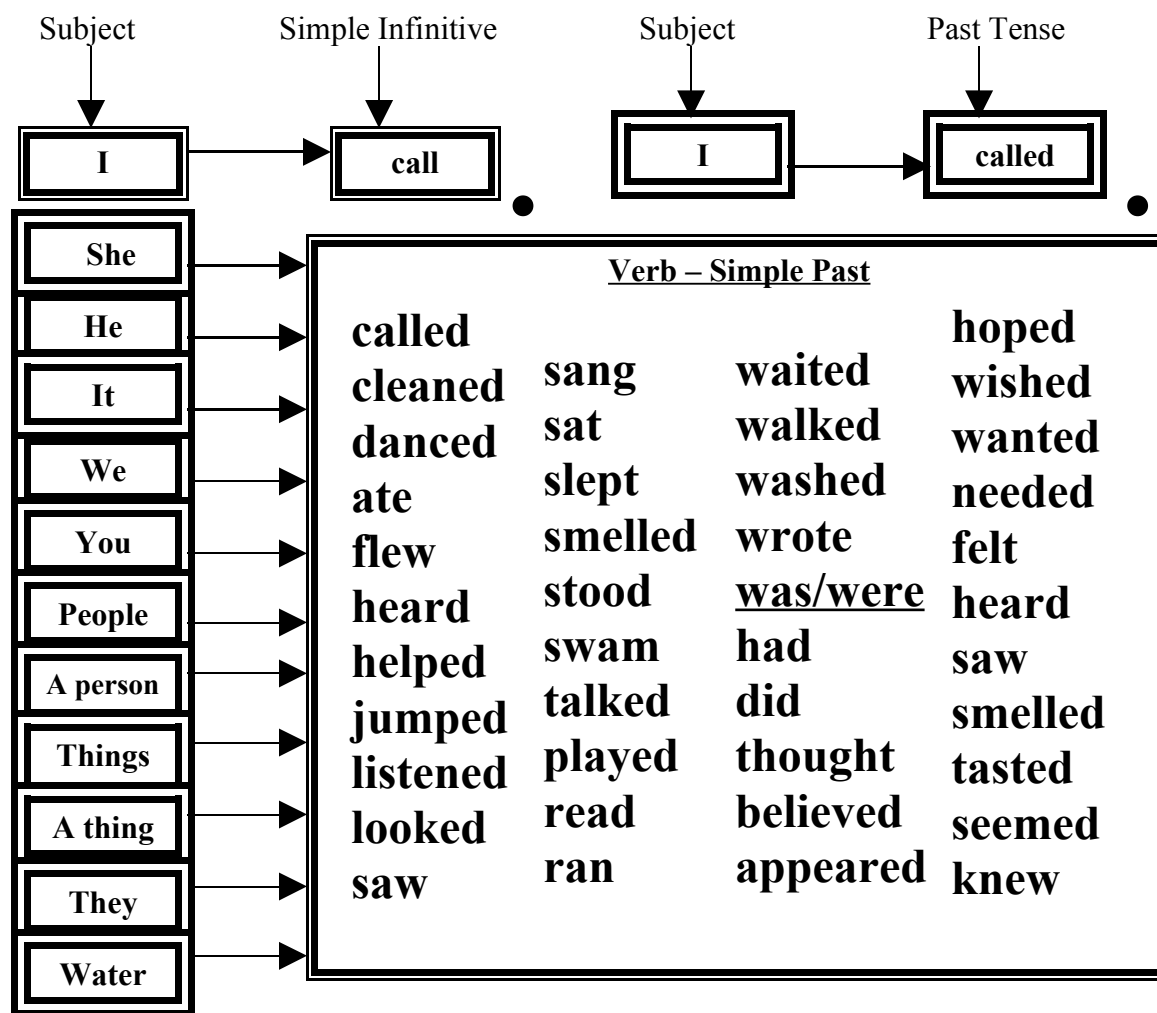 Subject Simple Infinitive Subject Past Tense
I call I called
She
He
It
We
You
People
A person
Things
A thing
They
Water
Verb – Simple Past
called
cleaned
danced
ate
flew
heard
helped
jumped
listened
looked
saw
sang
sat
slept
smelled
stood
swam
talked
played
read
ran
waited
walked
washed
wrote
was/were
had
did
thought
believed
appeared
hoped
wished
wanted
needed
felt
heard
saw
smelled
tasted
seemed
knew